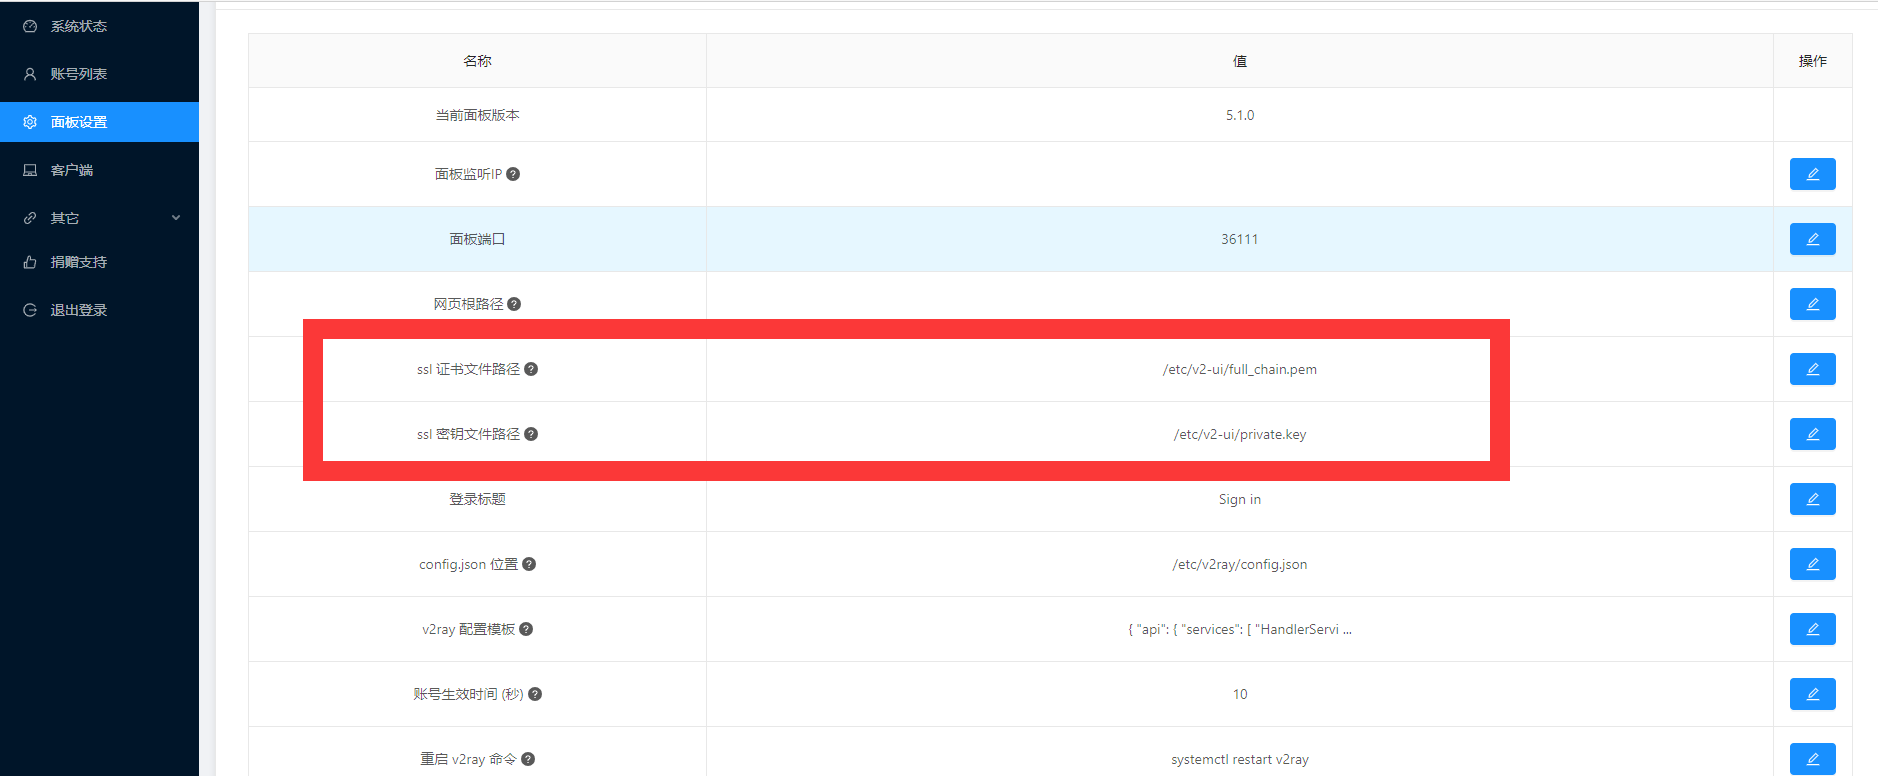 系统状态
账号列表
面板设置
客户端
其它
捐赠支持
退出登录
名称 值 操作
当前面板版本 5.1.0
面板监听IP
面板端口 36111
网页根路径
ssl 证书文件路径 /etc/v2-ui/full_chain.pem
ssl 密钥文件路径 /etc/v2-ui/private.key
登录标题 Sign in
config.json 位置 /etc/v2ray/config.json
v2ray 配置模板 { "api": { "services": [ "HandlerServi ...
账号生效时间 (秒) 10
重启 v2ray 命令 systemctl restart v2ray